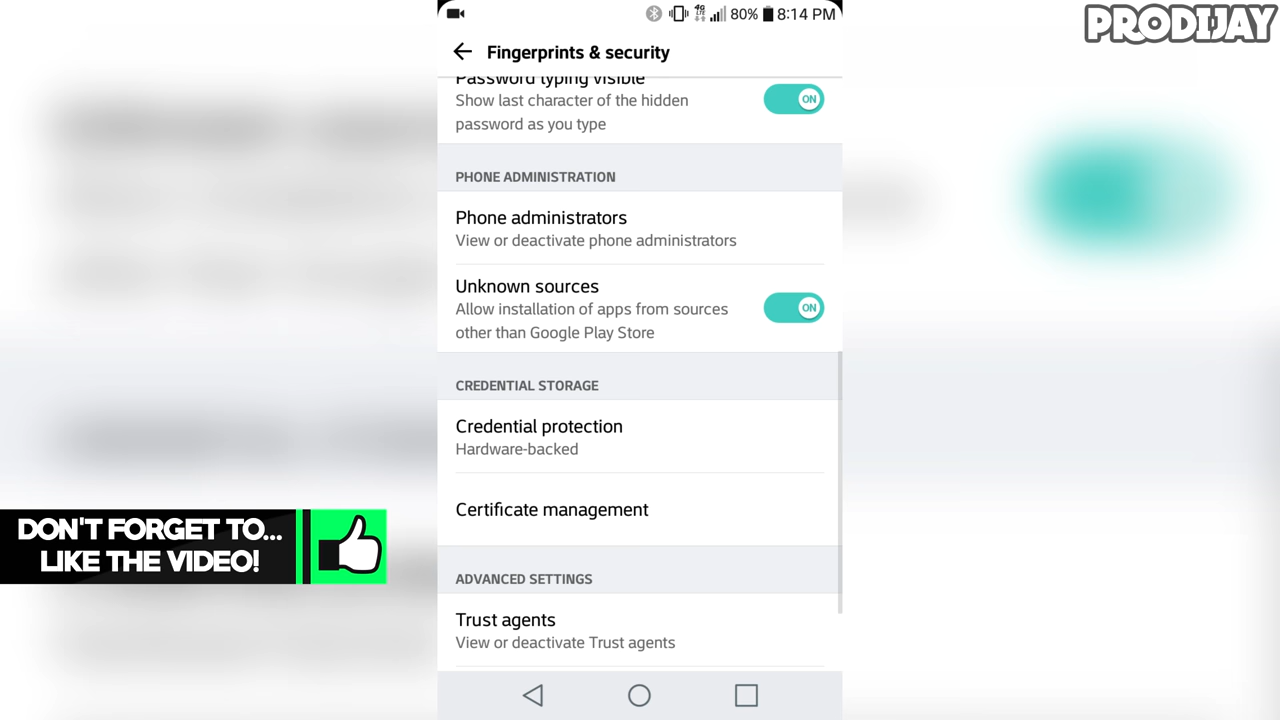 PRODIJAY
80% 8:14 PM
Fingerprints & security
Password typing visible
Show last character of the hidden
password as you type
ON
PHONE ADMINISTRATION
Phone administrators
View or deactivate phone administrators
Unknown sources
Allow installation of apps from sources
other than Google Play Store
ON
CREDENTIAL STORAGE
Credential protection
Hardware-backed
Certificate management
ADVANCED SETTINGS
Trust agents
View or deactivate Trust agents
DON'T FORGET TO...
LIKE THE VIDEO!